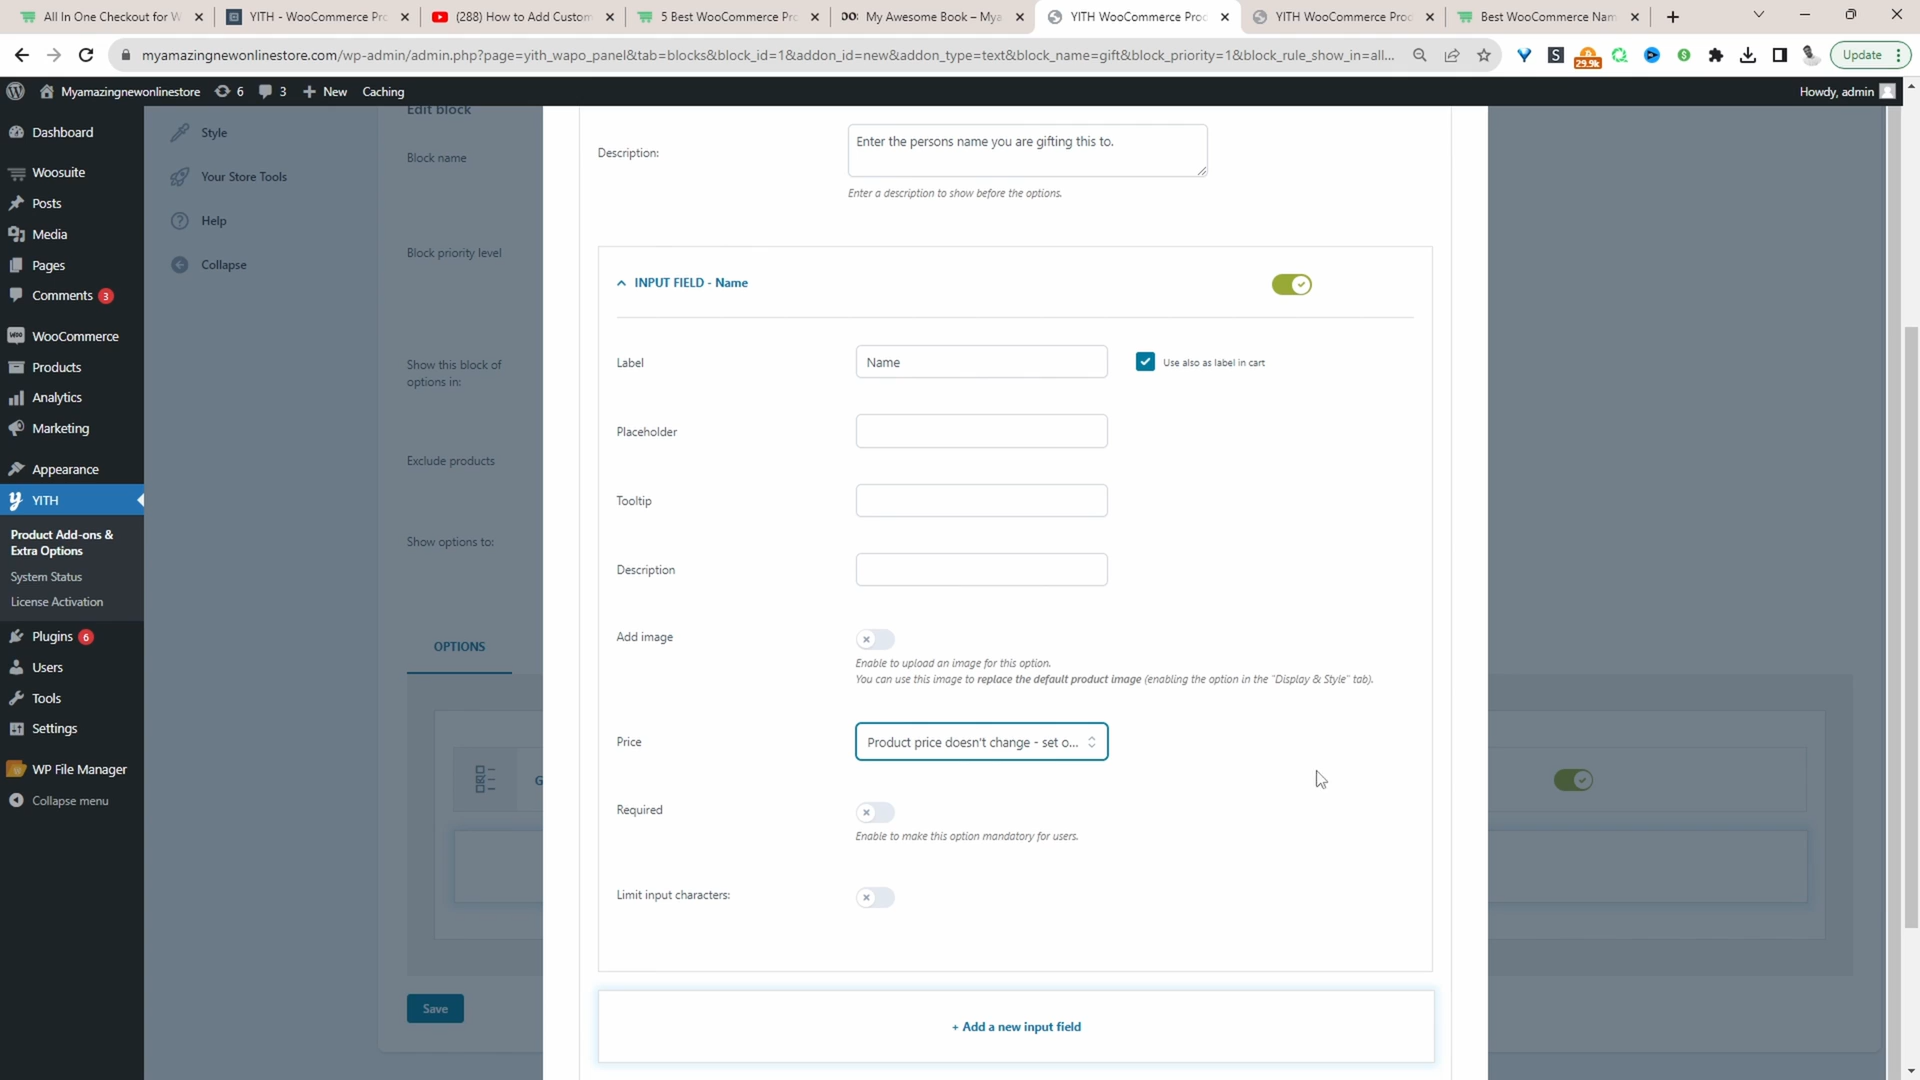 All In One Checkout for W
YITH - WooCommerce Pro
(288) How to Add Custom
5 Best WooCommerce Pro
My Awesome Book – Mya
YITH WooCommerce Proc
YITH WooCommerce Proc
Best WooCommerce Nam
myamazingnewonlinestore.com/wp-admin/admin.php?page=yith_wapo_panel&tab=blocks&block_id=1&addon_id=new&addon_type=text&block_name=gift&block_priority=1&block_rule_show_in=all...
29.9k
Update
Myamazingnewonlinestore
6
3
New
Caching
Howdy, admin
Dashboard
Woosuite
Posts
Media
Pages
Comments 3
WooCommerce
Products
Analytics
Marketing
Appearance
YITH
Product Add-ons &
Extra Options
System Status
License Activation
Plugins 6
Users
Tools
Settings
WP File Manager
Collapse menu
Style
Your Store Tools
Help
Collapse
Edit block
Block name
Block priority level
Show this block of
options in:
Exclude products
Show options to:
OPTIONS
G
Save
Description:
Enter the persons name you are gifting this to.
Enter a description to show before the options.
INPUT FIELD - Name
Label
Name
Use also as label in cart
Placeholder
Tooltip
Description
Add image
Enable to upload an image for this option.
You can use this image to replace the default product image (enabling the option in the "Display & Style" tab).
Price
Product price doesn't change - set o...
Required
Enable to make this option mandatory for users.
Limit input characters:
+ Add a new input field